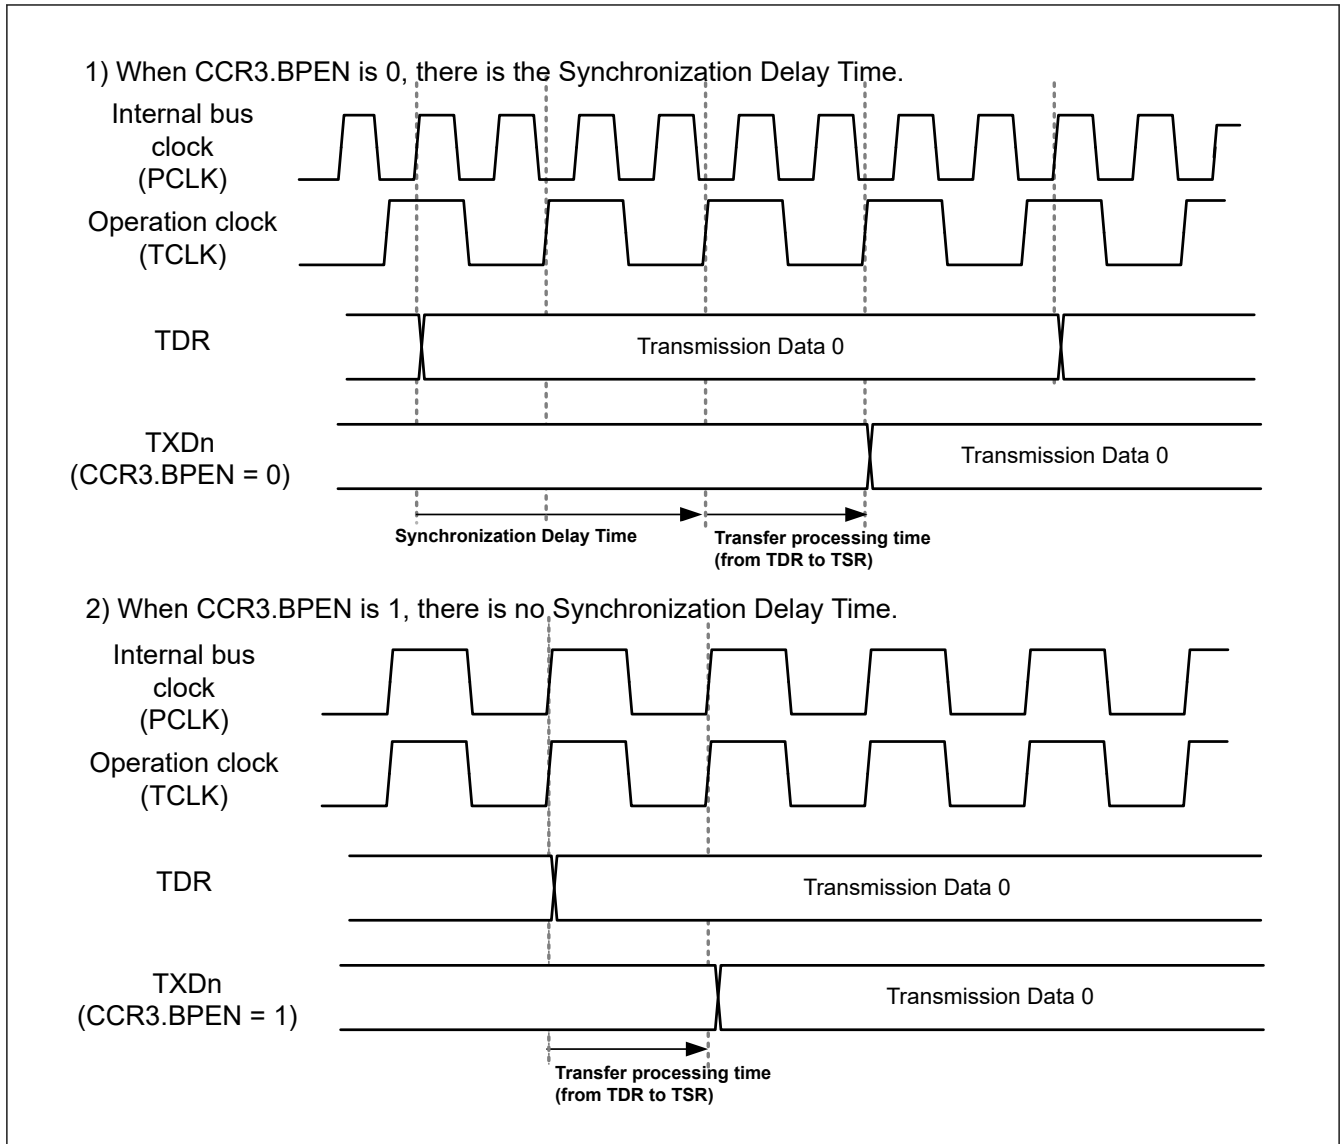 1) When CCR3.BPEN is 0, there is the Synchronization Delay Time.
Internal bus
clock
(PCLK)
Operation clock
(TCLK)
TDR
Transmission Data 0
TXDn
(CCR3.BPEN = 0)
Transmission Data 0
Synchronization Delay Time
Transfer processing time
(from TDR to TSR)
2) When CCR3.BPEN is 1, there is no Synchronization Delay Time.
Internal bus
clock
(PCLK)
Operation clock
(TCLK)
TDR
Transmission Data 0
TXDn
(CCR3.BPEN = 1)
Transmission Data 0
Transfer processing time
(from TDR to TSR)